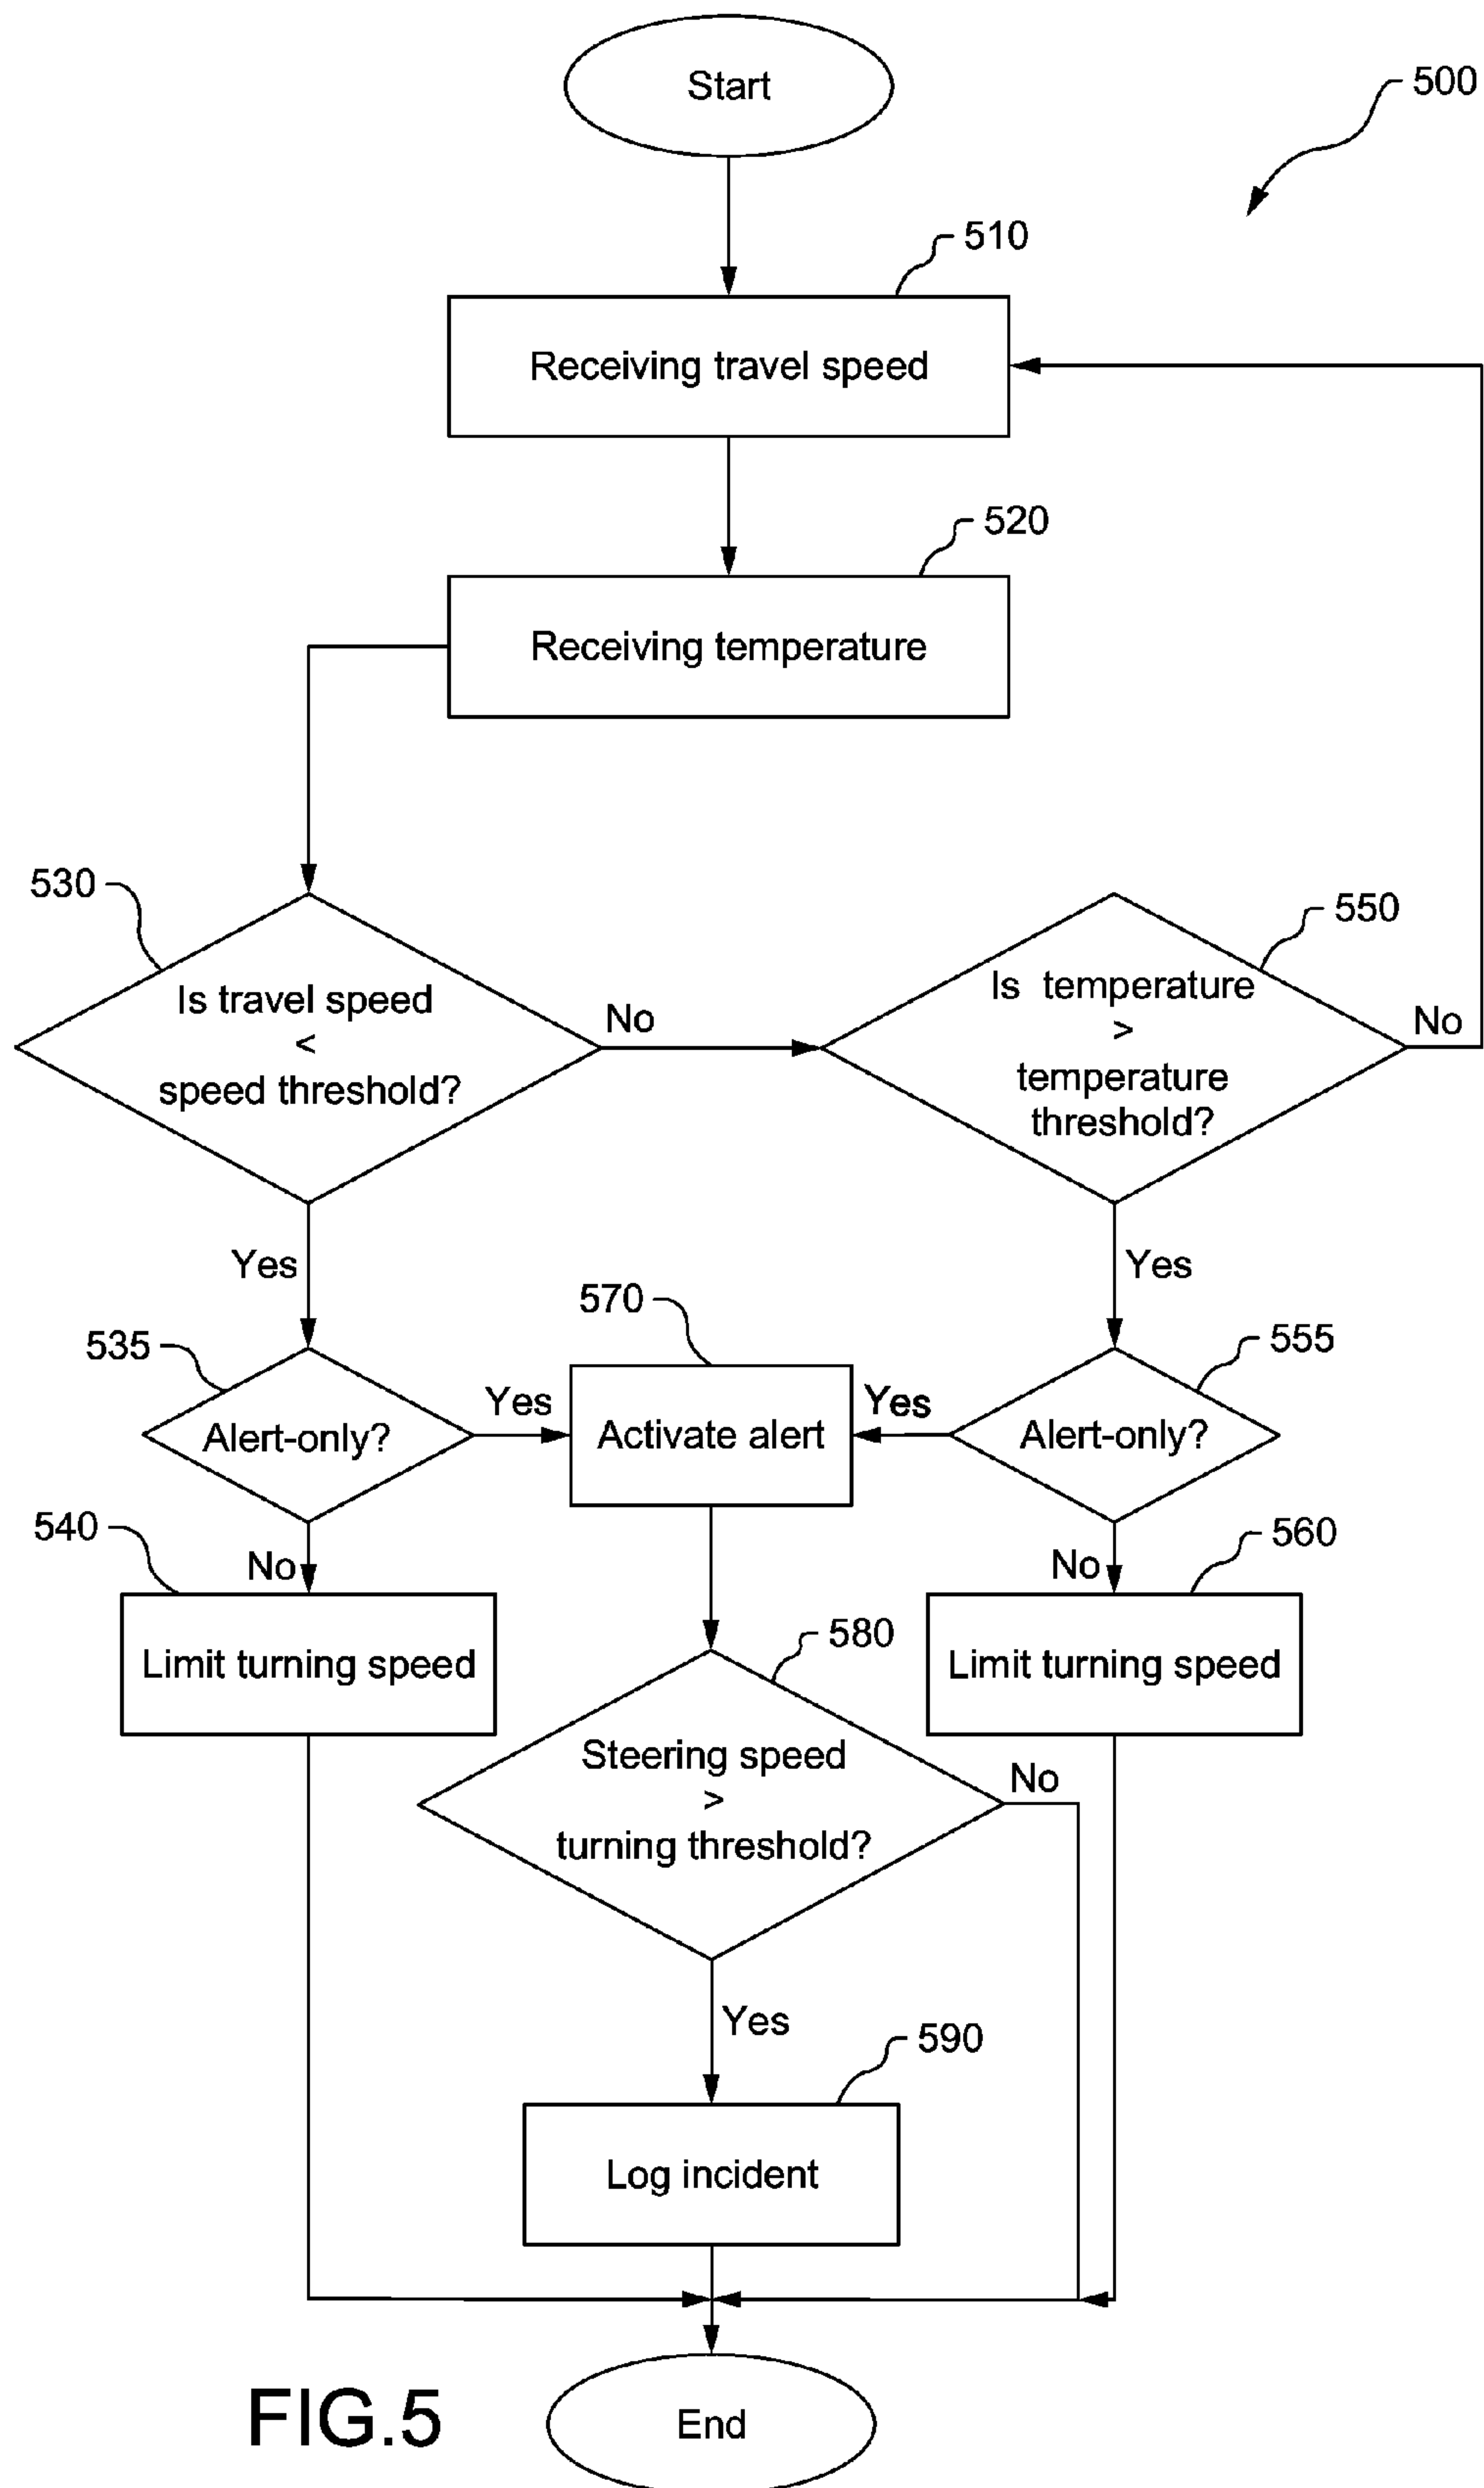 Start
500
510
Receiving travel speed
520
Receiving temperature
530
Is travel speed
<
speed threshold?
No
550
Is temperature
>
temperature
threshold?
No
Yes
Yes
570
535
555
Alert-only?
Yes
Activate alert
Yes
Alert-only?
540
No
No
560
Limit turning speed
580
Limit turning speed
Steering speed
>
turning threshold?
No
Yes
590
Log incident
FIG.5
End